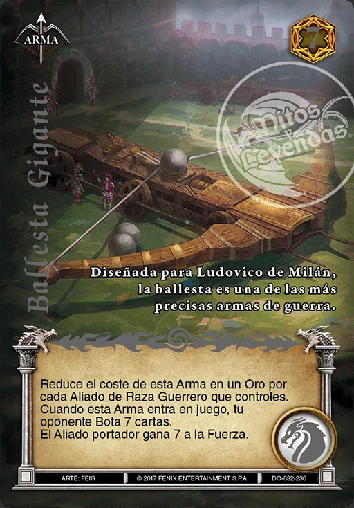 ARMA
7
Mitos y
Leyendas
Ballesta Gigante
Diseñada para Ludovico de Milán,
la ballesta es una de las más
precisas armas de guerra.
Reduce el coste de esta Arma en un Oro por
cada Aliado de Raza Guerrero que controles.
Cuando esta Arma entra en juego, tu
oponente Bota 7 cartas.
El Aliado portador gana 7 a la Fuerza.
ARTE: FEIG
© 2017 FENIX ENTERTAINMENT S.P.A.